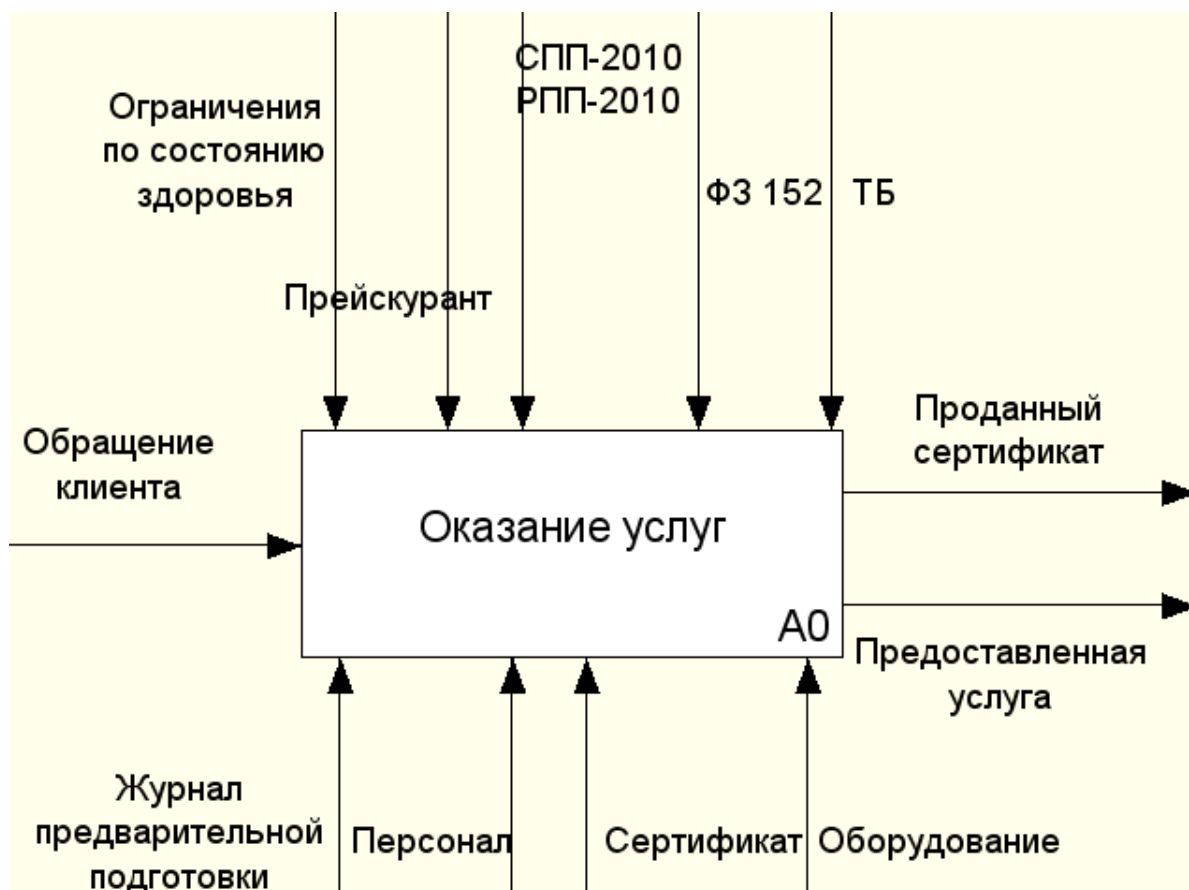 СПП-2010
РПП-2010
Ограничения
по состоянию
здоровья
ФЗ 152
ТБ
Прейскурант
Обращение
клиента
Проданный
сертификат
Оказание услуг
A0
Предоставленная
услуга
Журнал
предварительной
подготовки
Персонал
Сертификат
Оборудование